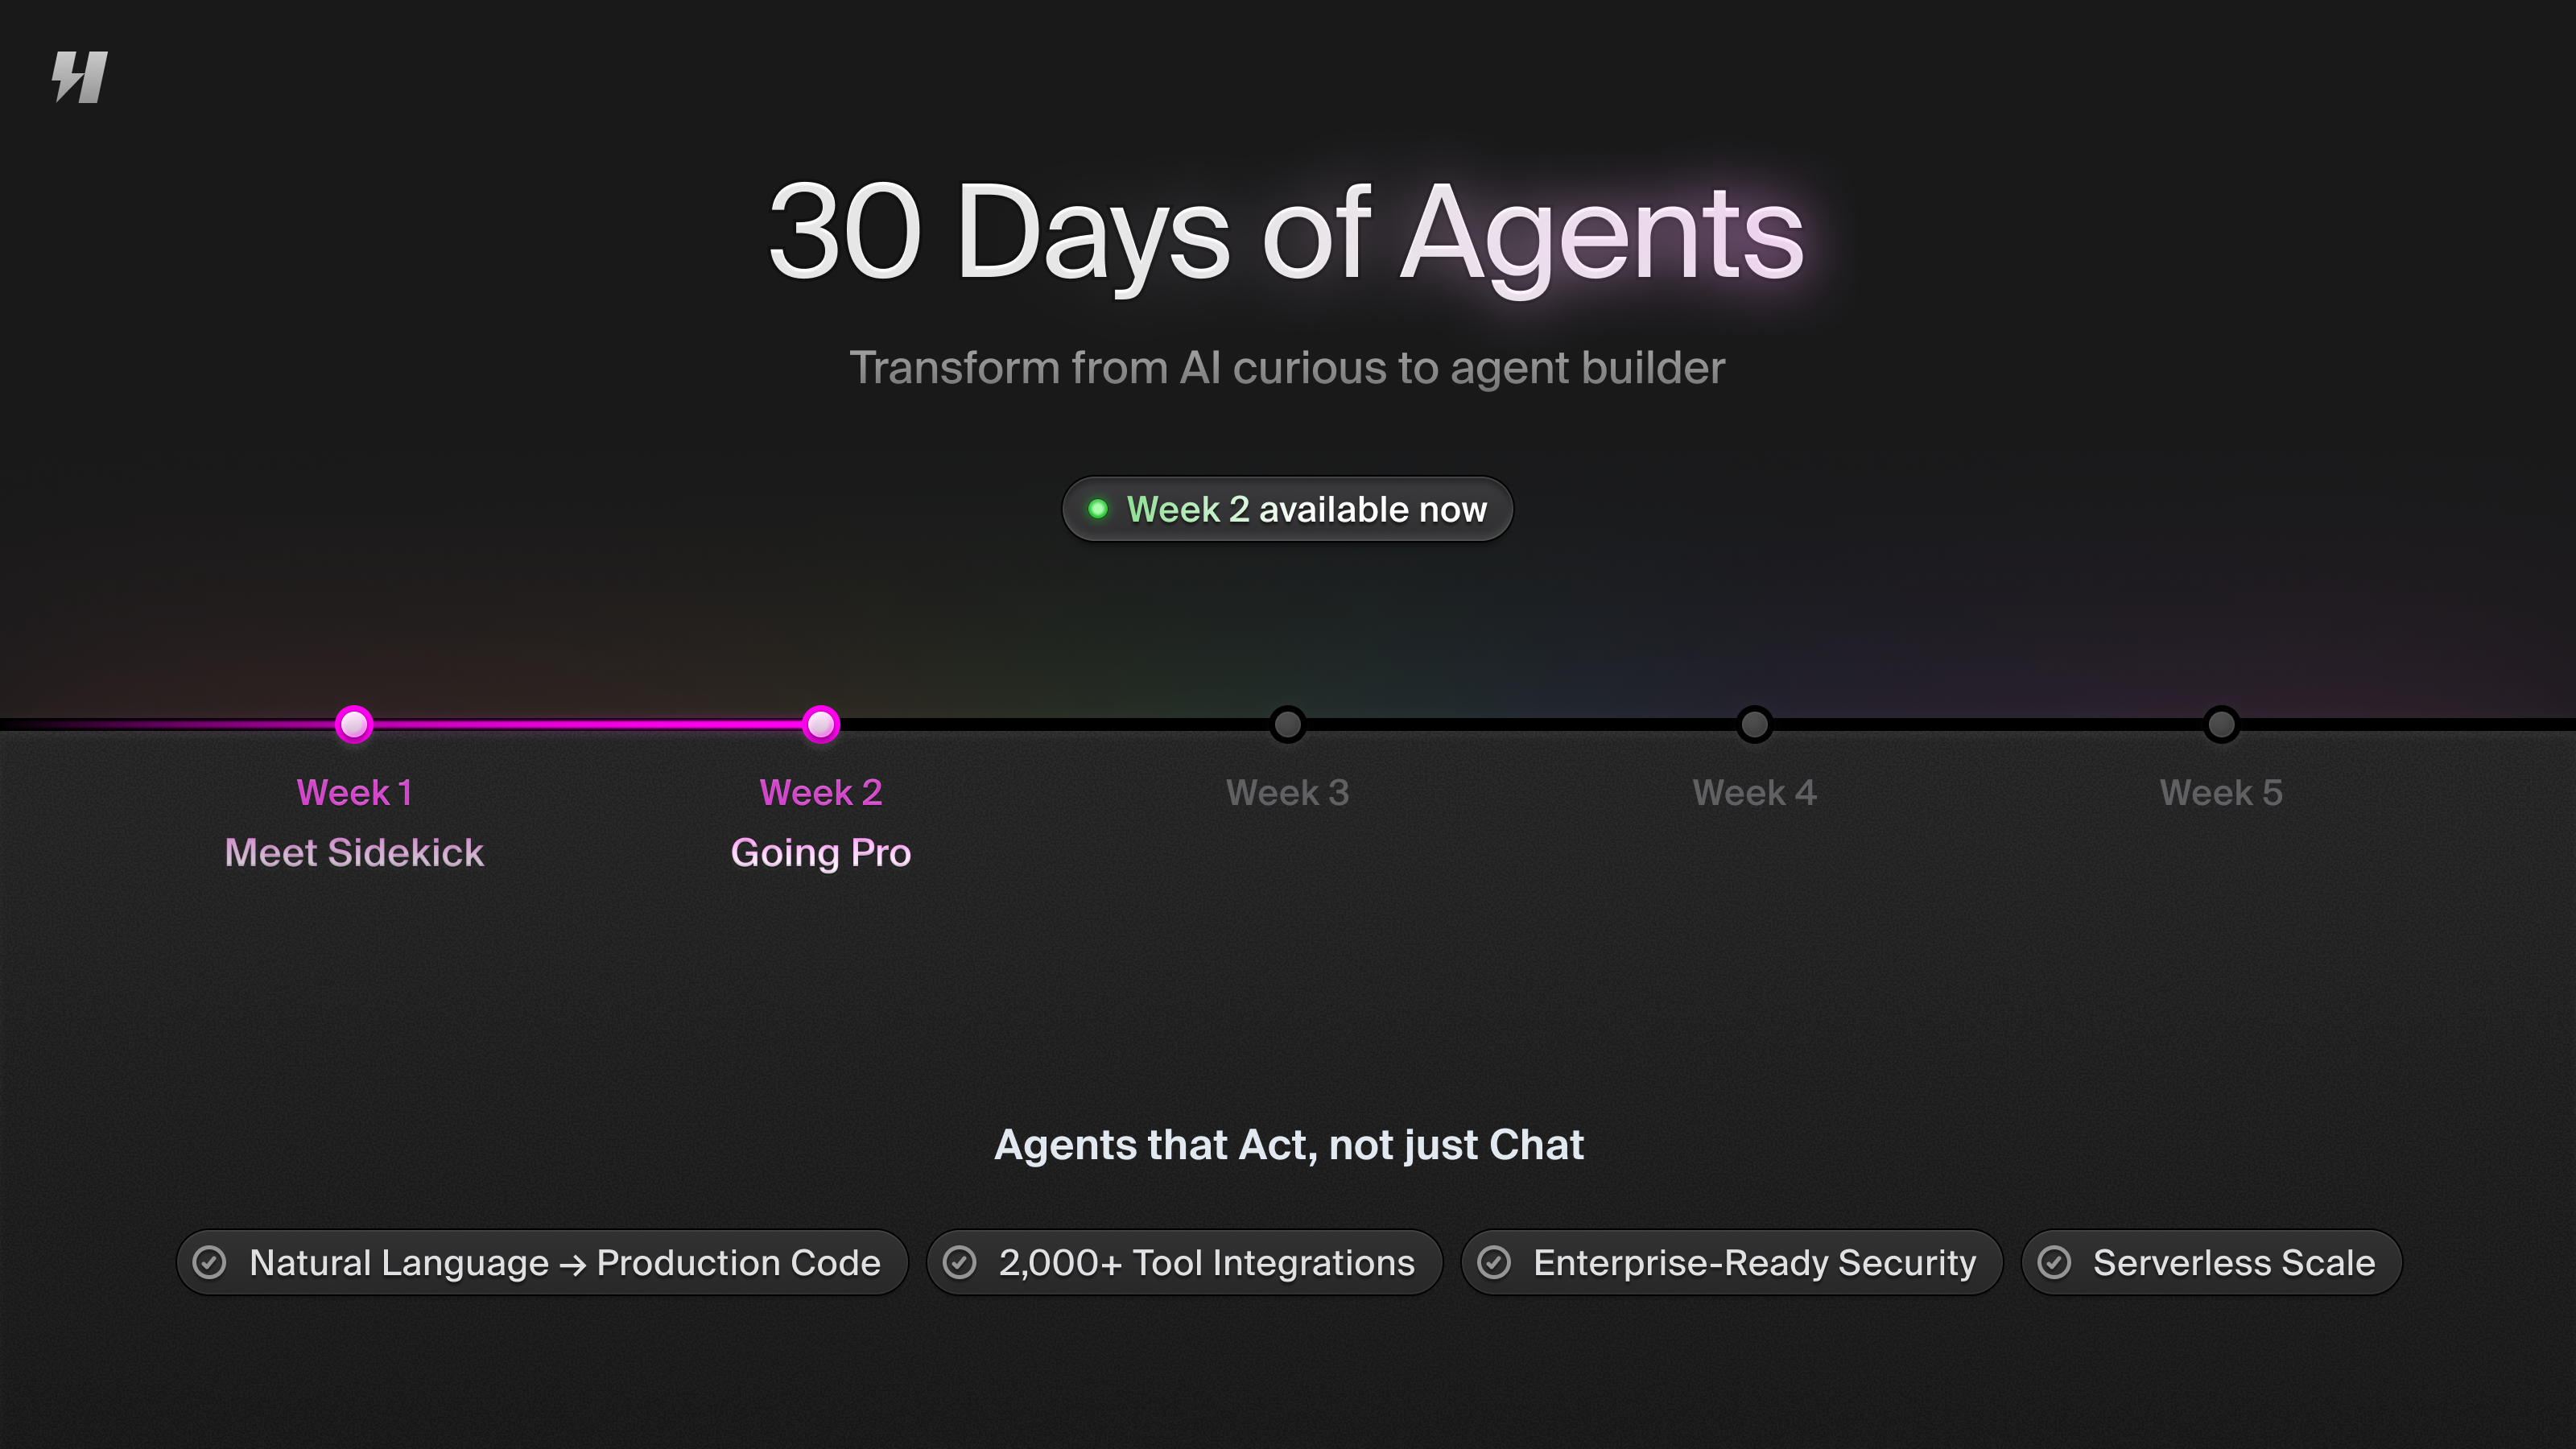 30 Days of Agents
Transform from AI curious to agent builder
Week 2 available now
Week 1
Meet Sidekick
Week 2
Going Pro
Week 3
Week 4
Week 5
Agents that Act, not just Chat
Natural Language → Production Code
2,000+ Tool Integrations
Enterprise-Ready Security
Serverless Scale